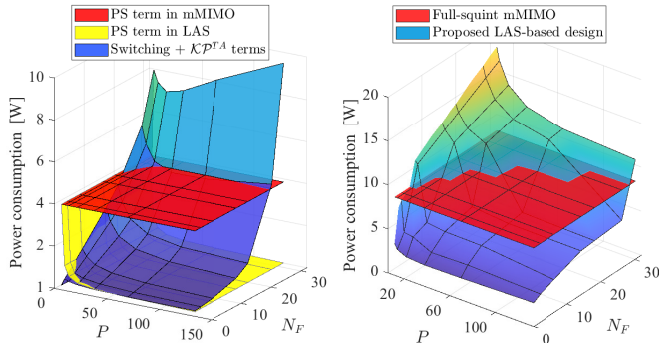 PS term in mMIMO
PS term in LAS
Switching + 𝒦𝒫^{TA} terms
Power consumption [W]
10
8
6
4
2
1
0
50
100
150
P
0
10
20
30
N_F
Full-squint mMIMO
Proposed LAS-based design
Power consumption [W]
20
15
10
5
0
20
60
100
P
0
10
20
30
N_F